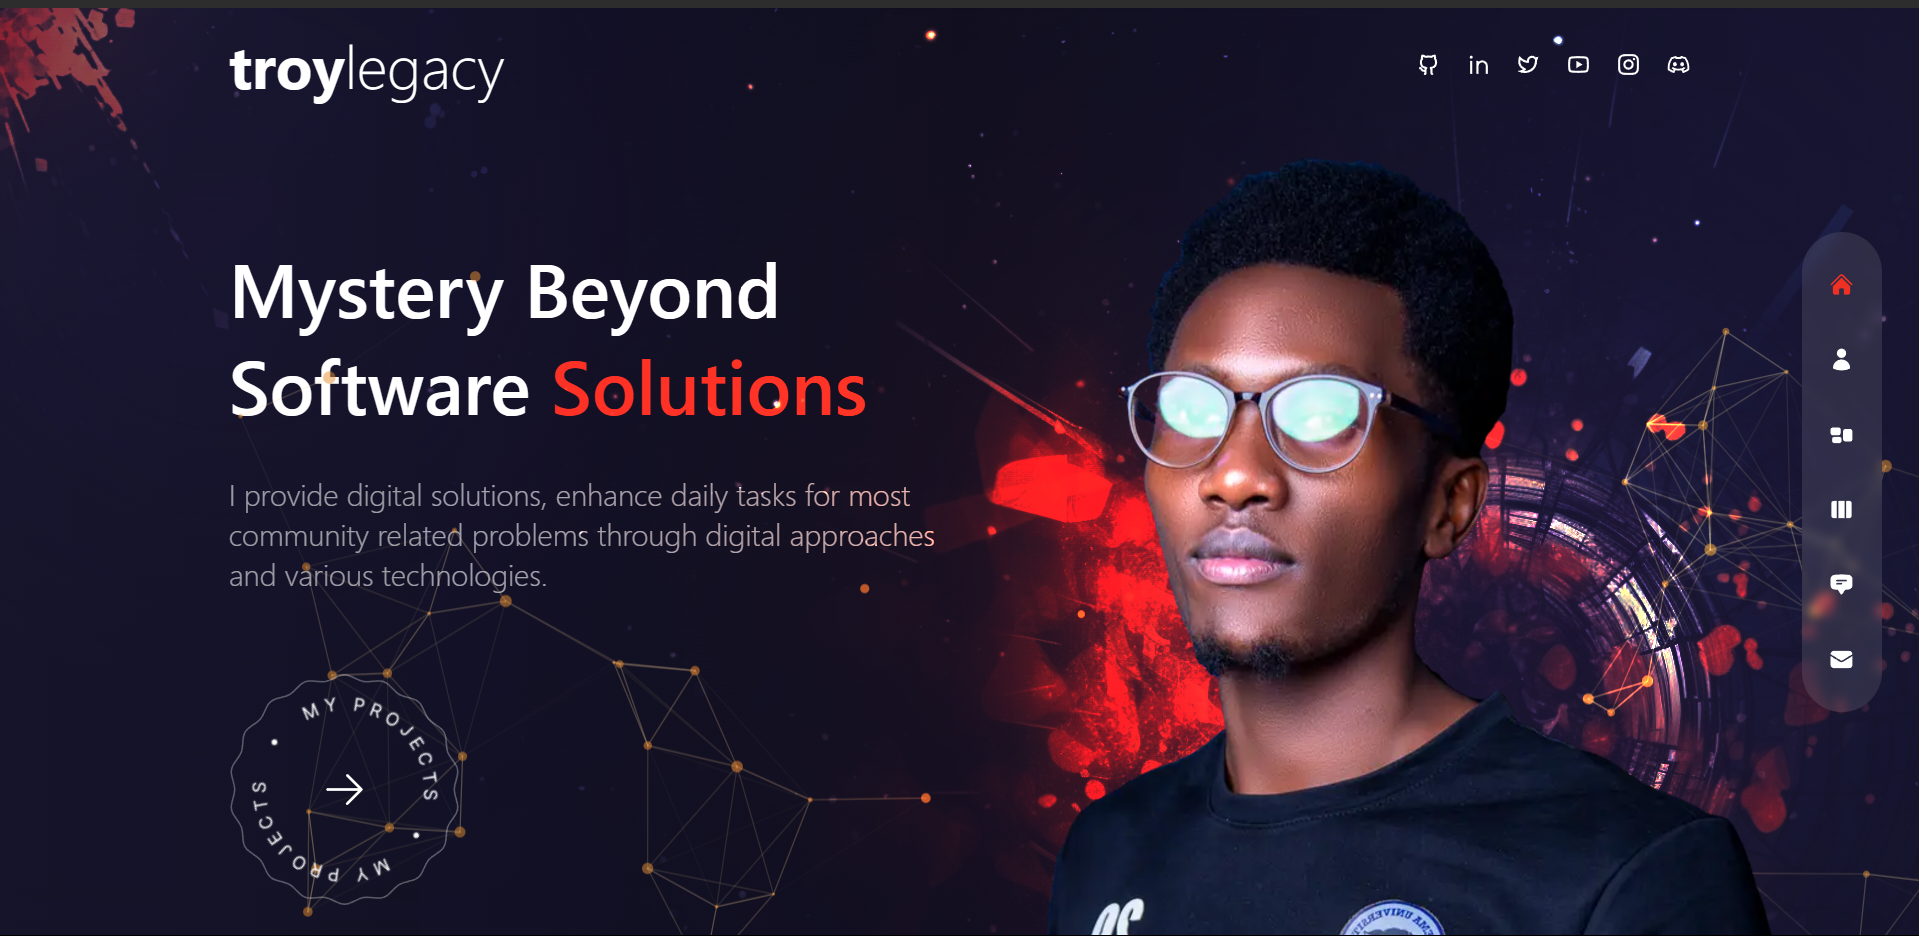 troylegacy
Mystery Beyond
Software Solutions
I provide digital solutions, enhance daily tasks for most
community related problems through digital approaches
and various technologies.
MY PROJECTS • MY PROJECTS •